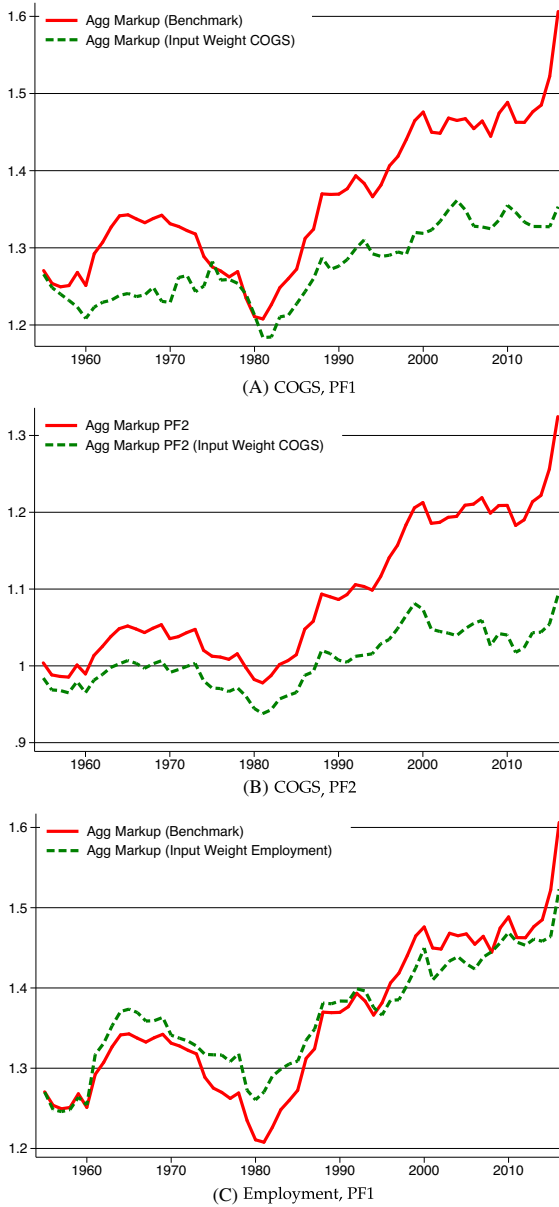 1.6
Agg Markup (Benchmark)
Agg Markup (Input Weight COGS)
1.5
1.4
1.3
1.2
1960 1970 1980 1990 2000 2010
(A) COGS, PF1
Agg Markup PF2
1.3
Agg Markup PF2 (Input Weight COGS)
1.2
1.1
1
.9
1960 1970 1980 1990 2000 2010
(B) COGS, PF2
1.6
Agg Markup (Benchmark)
Agg Markup (Input Weight Employment)
1.5
1.4
1.3
1.2
1960 1970 1980 1990 2000 2010
(C) Employment, PF1